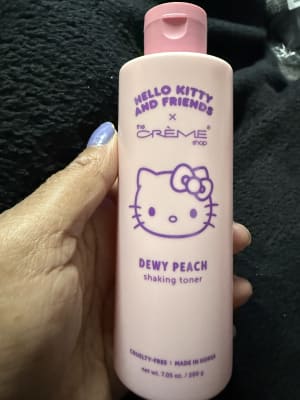 HELLO KITTY
AND FRIENDS
×
the
CRÈME®
shop
DEWY PEACH
shaking toner
CRUELTY-FREE | MADE IN KOREA
net wt. 7.05 oz. / 200 g